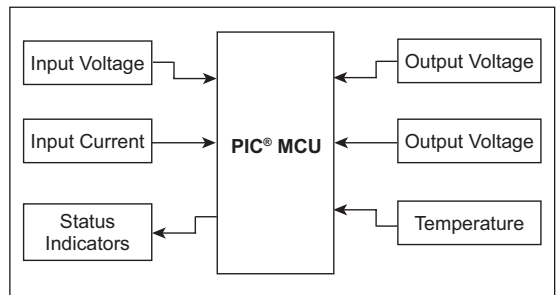 Input Voltage
Input Current
Status
Indicators
PIC® MCU
Output Voltage
Output Voltage
Temperature